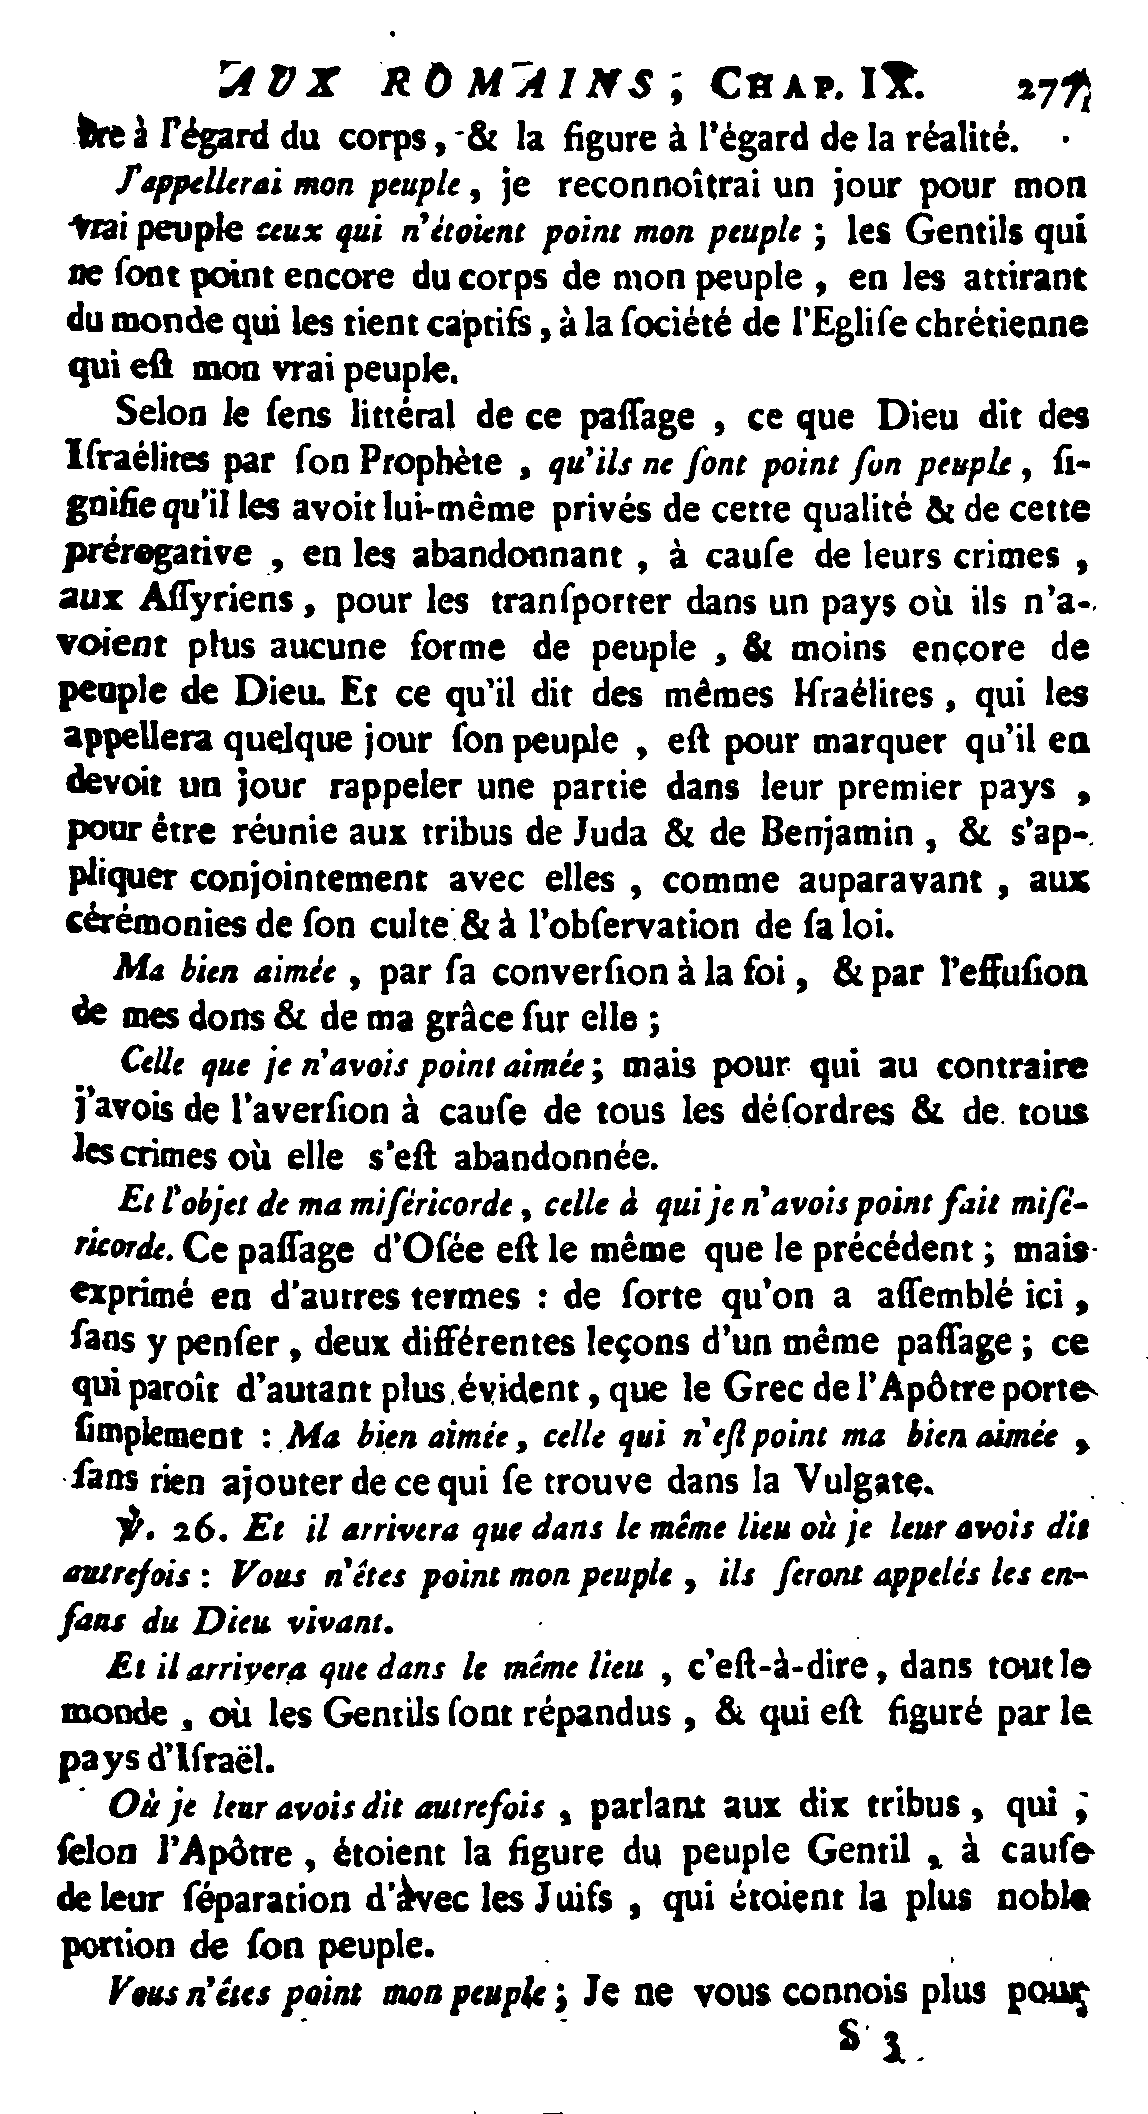 AUX ROMAINS, CHAP. IX. 277
tre à l'égard du corps, & la figure à l'égard de la réalité.
J'appellerai mon peuple, je reconnoîtrai un jour pour mon
vrai peuple ceux qui n'étoient point mon peuple ; les Gentils qui
ne ſont point encore du corps de mon peuple, en les attirant
du monde qui les tient captifs, à la ſociété de l'Egliſe chrétienne
qui eſt mon vrai peuple.
Selon le ſens littéral de ce paſſage, ce que Dieu dit des
Iſraélites par ſon Prophète, qu'ils ne ſont point ſon peuple, ſi-
gnifie qu'il les avoit lui-même privés de cette qualité & de cette
prérogative, en les abandonnant, à cauſe de leurs crimes,
aux Aſſyriens, pour les tranſporter dans un pays où ils n'a-
voient plus aucune forme de peuple, & moins ençore de
peuple de Dieu. Et ce qu'il dit des mêmes Iſraélites, qui les
appellera quelque jour ſon peuple, eſt pour marquer qu'il en
devoit un jour rappeler une partie dans leur premier pays,
pour être réunie aux tribus de Juda & de Benjamin, & s'ap-
pliquer conjointement avec elles, comme auparavant, aux
cérémonies de ſon culte & à l'obſervation de ſa loi.
Ma bien aimée, par ſa converſion à la foi, & par l'effuſion
de mes dons & de ma grâce ſur elle ;
Celle que je n'avois point aimée ; mais pour qui au contraire
j'avois de l'averſion à cauſe de tous les déſordres & de tous
les crimes où elle s'eſt abandonnée.
Et l'objet de ma miſéricorde, celle à qui je n'avois point fait miſé-
ricorde. Ce paſſage d'Oſée eſt le même que le précédent ; mais
exprimé en d'autres termes : de ſorte qu'on a aſſemblé ici,
ſans y penſer, deux différentes leçons d'un même paſſage ; ce
qui paroît d'autant plus évident, que le Grec de l'Apôtre porte
ſimplement : Ma bien aimée, celle qui n'eſt point ma bien aimée,
ſans rien ajouter de ce qui ſe trouve dans la Vulgate.
℣. 26. Et il arrivera que dans le même lieu où je leur avois dit
autrefois : Vous n'êtes point mon peuple, ils ſeront appelés les en-
fans du Dieu vivant.
Et il arrivera que dans le même lieu, c'eſt-à-dire, dans tout le
monde, où les Gentils ſont répandus, & qui eſt figuré par le
pays d'Iſraël.
Où je leur avois dit autrefois, parlant aux dix tribus, qui ;
ſelon l'Apôtre, étoient la figure du peuple Gentil, à cauſe
de leur ſéparation d'avec les Juifs, qui étoient la plus noble
portion de ſon peuple.
Vous n'êtes point mon peuple ; Je ne vous connois plus pour
S 3